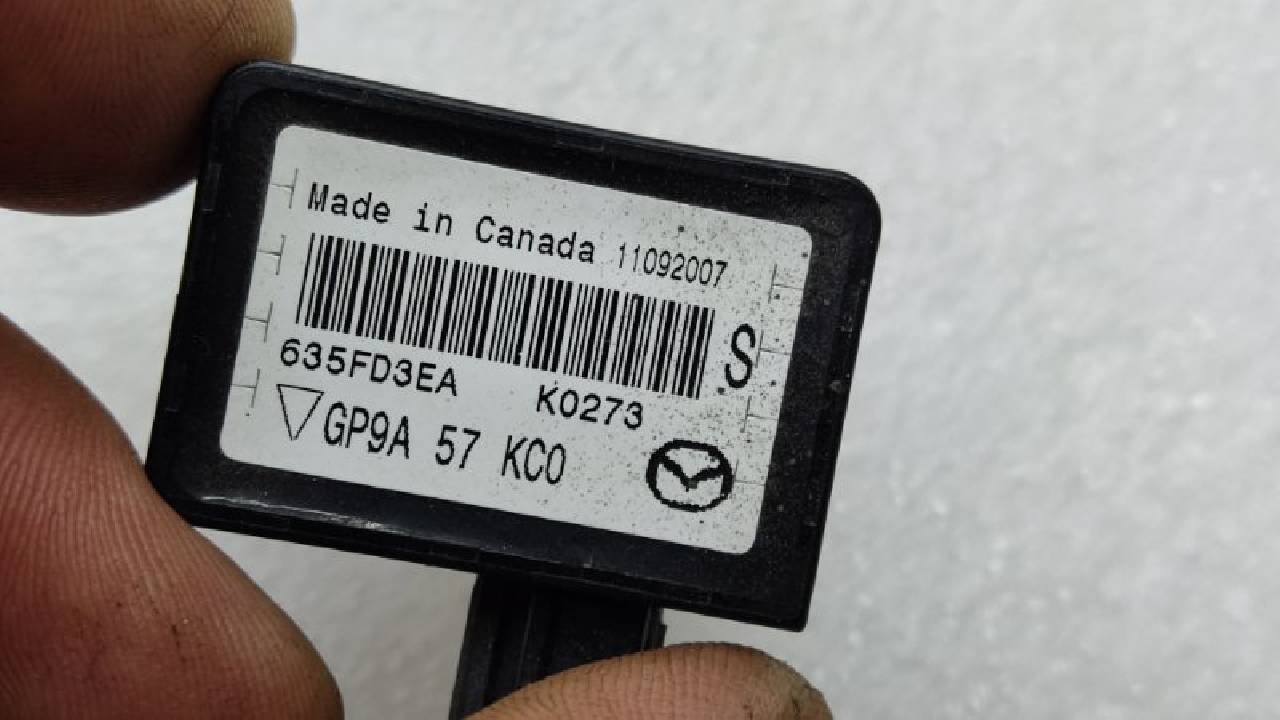 Made in Canada 11092007
S
635FD3EA K0273
GP9A 57 KC0